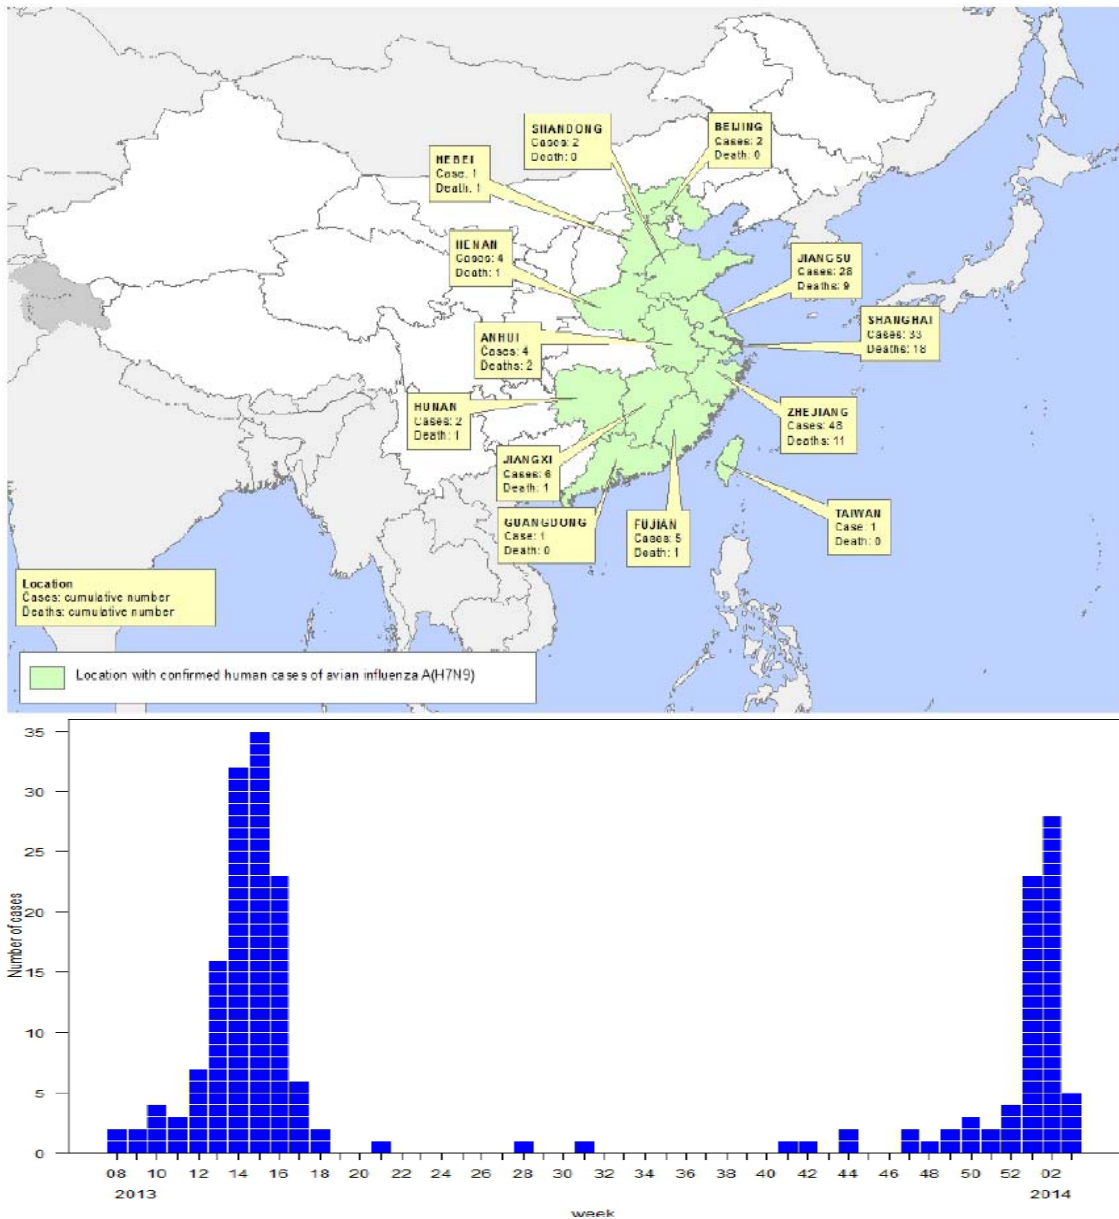 SHANDONG
Cases: 2
Death: 0
BEIJING
Cases: 2
Death: 0
HEBEI
Case: 1
Death: 1
HENAN
Cases: 4
Death: 1
JIANGSU
Cases: 28
Deaths: 9
SHANGHAI
Cases: 33
Deaths: 18
ANHUI
Cases: 4
Deaths: 2
HUNAN
Cases: 2
Death: 1
ZHEJIANG
Cases: 46
Deaths: 11
JIANGXI
Cases: 6
Death: 1
GUANGDONG
Case: 1
Death: 0
FUJIAN
Cases: 5
Death: 1
TAIWAN
Case: 1
Death: 0
Location
Cases: cumulative number
Deaths: cumulative number
Location with confirmed human cases of avian influenza A(H7N9)
35
30
25
20
15
10
5
0
Number of cases
08 10 12 14 16 18 20 22 24 26 28 30 32 34 36 38 40 42 44 46 48 50 52 02
2013 2014
week